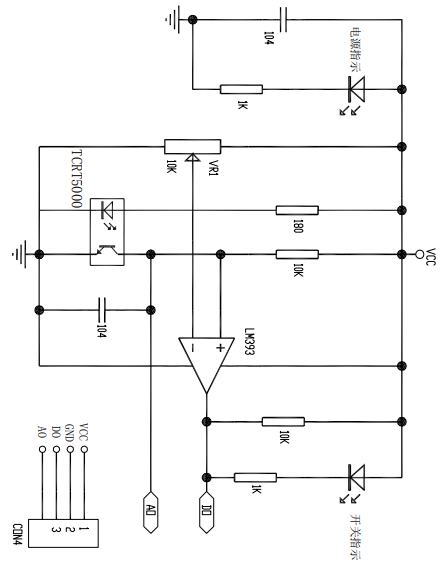 104
电源指示
1K
TCRT5000
VR1
10K
180
VCC
10K
104
LM393
+
-
10K
1K
开关指示
AO
DO
VCC
GND
DO
AO
1
2
3
CON4